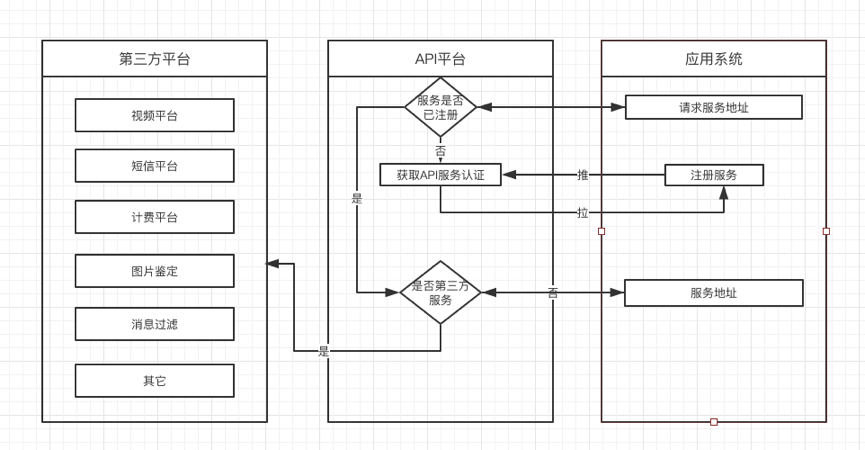 第三方平台
视频平台
短信平台
计费平台
图片鉴定
消息过滤
其它
API平台
服务是否
已注册
否
获取API服务认证
是
是否第三方
服务
是
推
拉
否
应用系统
请求服务地址
注册服务
服务地址